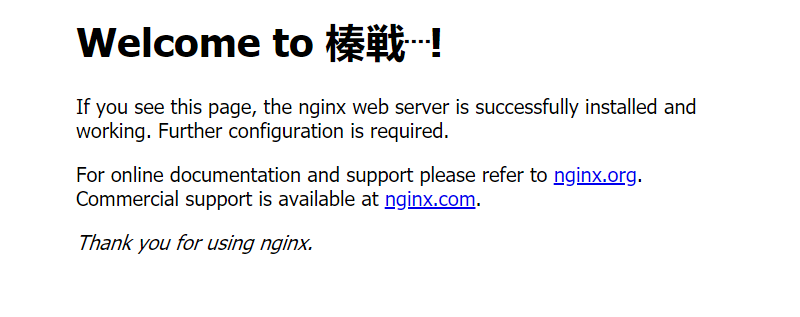 Welcome to 榛戦┈!
If you see this page, the nginx web server is successfully installed and
working. Further configuration is required.
For online documentation and support please refer to nginx.org.
Commercial support is available at nginx.com.
Thank you for using nginx.